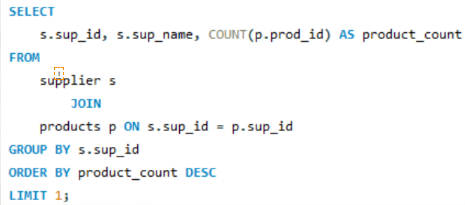 SELECT
s.sup_id, s.sup_name, COUNT(p.prod_id) AS product_count
FROM
supplier s
JOIN
products p ON s.sup_id = p.sup_id
GROUP BY s.sup_id
ORDER BY product_count DESC
LIMIT 1;